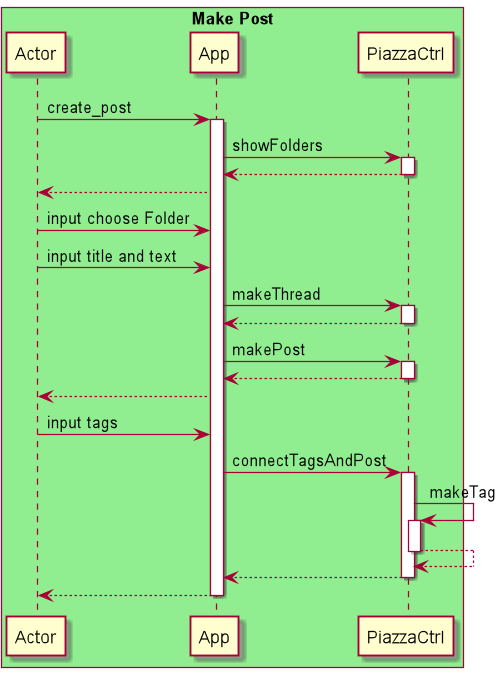 Make Post
Actor App PiazzaCtrl
create_post
showFolders
input choose Folder
input title and text
makeThread
makePost
input tags
connectTagsAndPost
makeTag
Actor App PiazzaCtrl